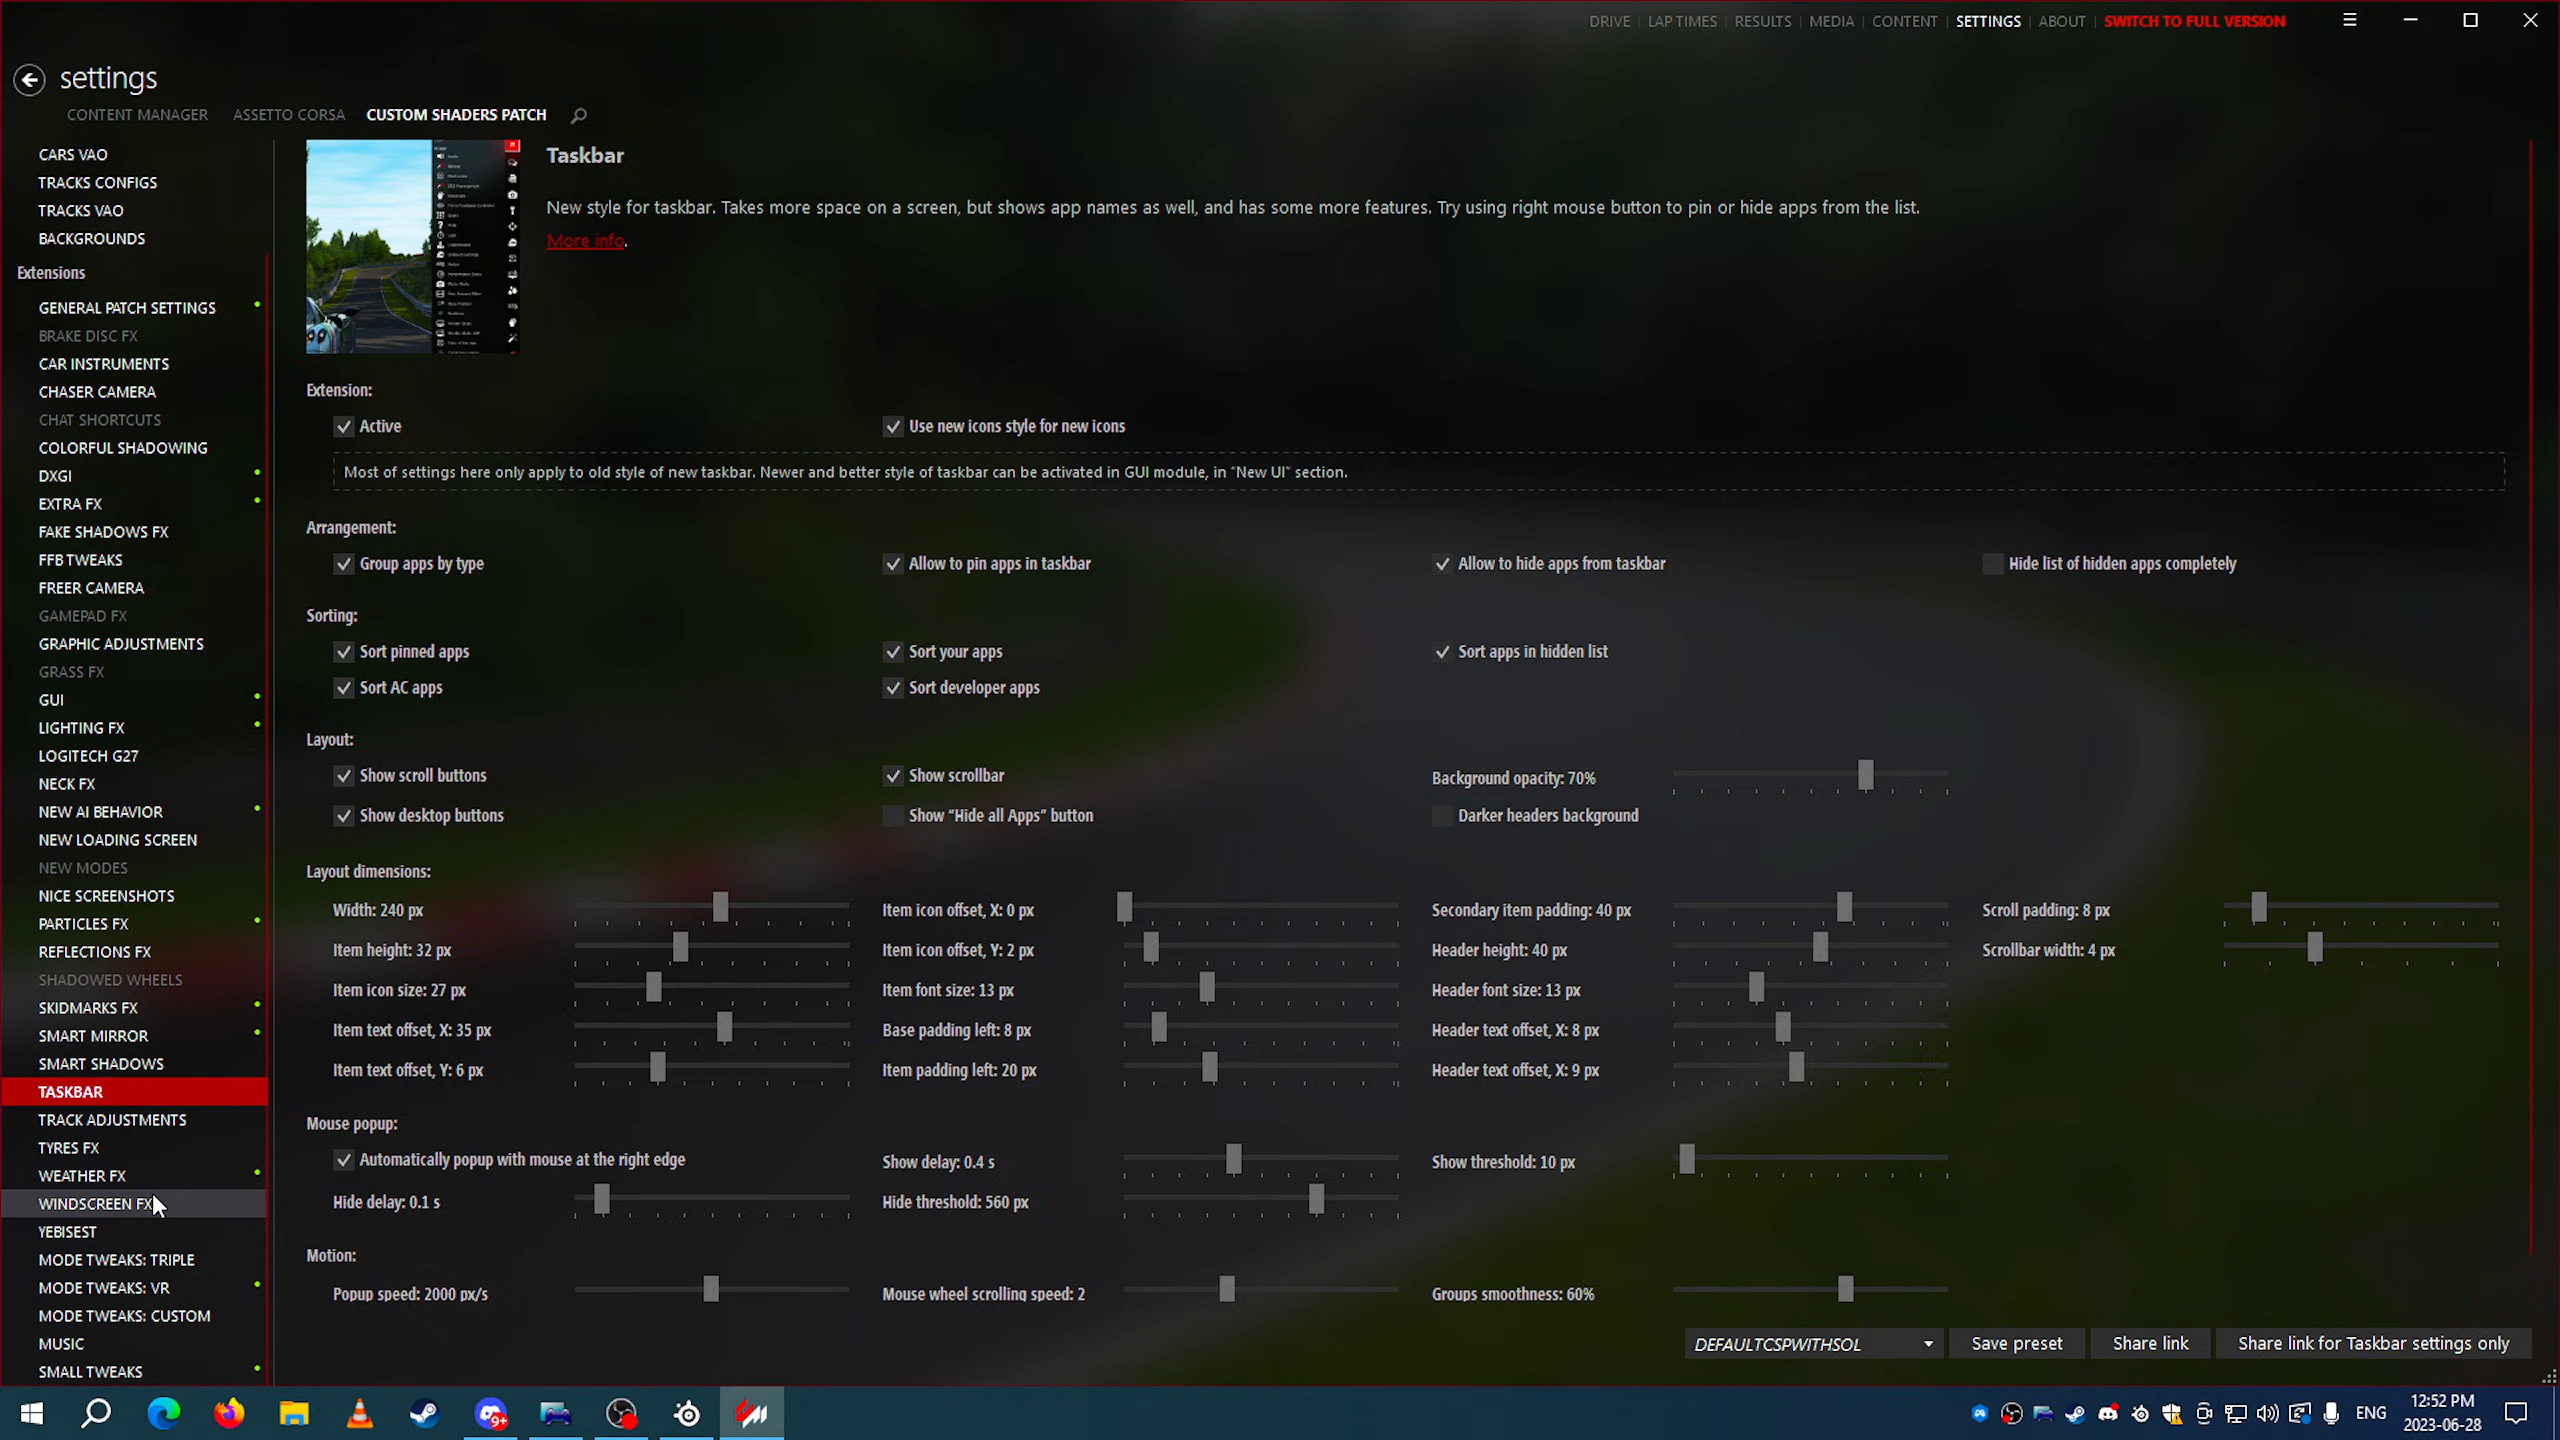 DRIVE | LAP TIMES | RESULTS | MEDIA | CONTENT | SETTINGS | ABOUT | SWITCH TO FULL VERSION
settings
CONTENT MANAGER ASSETTO CORSA CUSTOM SHADERS PATCH
CARS VAO
TRACKS CONFIGS
TRACKS VAO
BACKGROUNDS
Extensions
GENERAL PATCH SETTINGS
BRAKE DISC FX
CAR INSTRUMENTS
CHASER CAMERA
CHAT SHORTCUTS
COLORFUL SHADOWING
DXGI
EXTRA FX
FAKE SHADOWS FX
FFB TWEAKS
FREER CAMERA
GAMEPAD FX
GRAPHIC ADJUSTMENTS
GRASS FX
GUI
LIGHTING FX
LOGITECH G27
NECK FX
NEW AI BEHAVIOR
NEW LOADING SCREEN
NEW MODES
NICE SCREENSHOTS
PARTICLES FX
REFLECTIONS FX
SHADOWED WHEELS
SKIDMARKS FX
SMART MIRROR
SMART SHADOWS
TASKBAR
TRACK ADJUSTMENTS
TYRES FX
WEATHER FX
WINDSCREEN FX
YEBISEST
MODE TWEAKS: TRIPLE
MODE TWEAKS: VR
MODE TWEAKS: CUSTOM
MUSIC
SMALL TWEAKS
Taskbar
New style for taskbar. Takes more space on a screen, but shows app names as well, and has some more features. Try using right mouse button to pin or hide apps from the list.
More info.
Extension:
Active Use new icons style for new icons
Most of settings here only apply to old style of new taskbar. Newer and better style of taskbar can be activated in GUI module, in "New UI" section.
Arrangement:
Group apps by type Allow to pin apps in taskbar Allow to hide apps from taskbar Hide list of hidden apps completely
Sorting:
Sort pinned apps Sort your apps Sort apps in hidden list
Sort AC apps Sort developer apps
Layout:
Show scroll buttons Show scrollbar Background opacity: 70%
Show desktop buttons Show "Hide all Apps" button Darker headers background
Layout dimensions:
Width: 240 px Item icon offset, X: 0 px Secondary item padding: 40 px Scroll padding: 8 px
Item height: 32 px Item icon offset, Y: 2 px Header height: 40 px Scrollbar width: 4 px
Item icon size: 27 px Item font size: 13 px Header font size: 13 px
Item text offset, X: 35 px Base padding left: 8 px Header text offset, X: 8 px
Item text offset, Y: 6 px Item padding left: 20 px Header text offset, X: 9 px
Mouse popup:
Automatically popup with mouse at the right edge Show delay: 0.4 s Show threshold: 10 px
Hide delay: 0.1 s Hide threshold: 560 px
Motion:
Popup speed: 2000 px/s Mouse wheel scrolling speed: 2 Groups smoothness: 60%
DEFAULTCSPWITHSOL Save preset Share link Share link for Taskbar settings only
9+
ENG
12:52 PM
2023-06-28